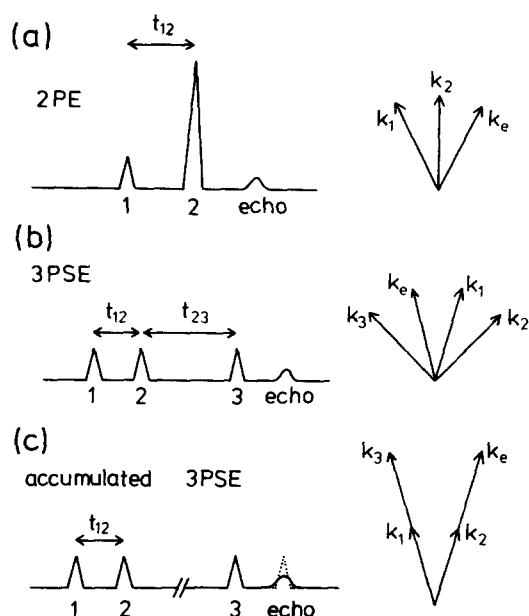 (a)
t12
2PE
1 2 echo
k1 k2 ke
(b)
3PSE
t12 t23
1 2 3 echo
k3 ke k1 k2
(c)
accumulated 3PSE
t12
1 2 3 echo
k3 ke
k1 k2